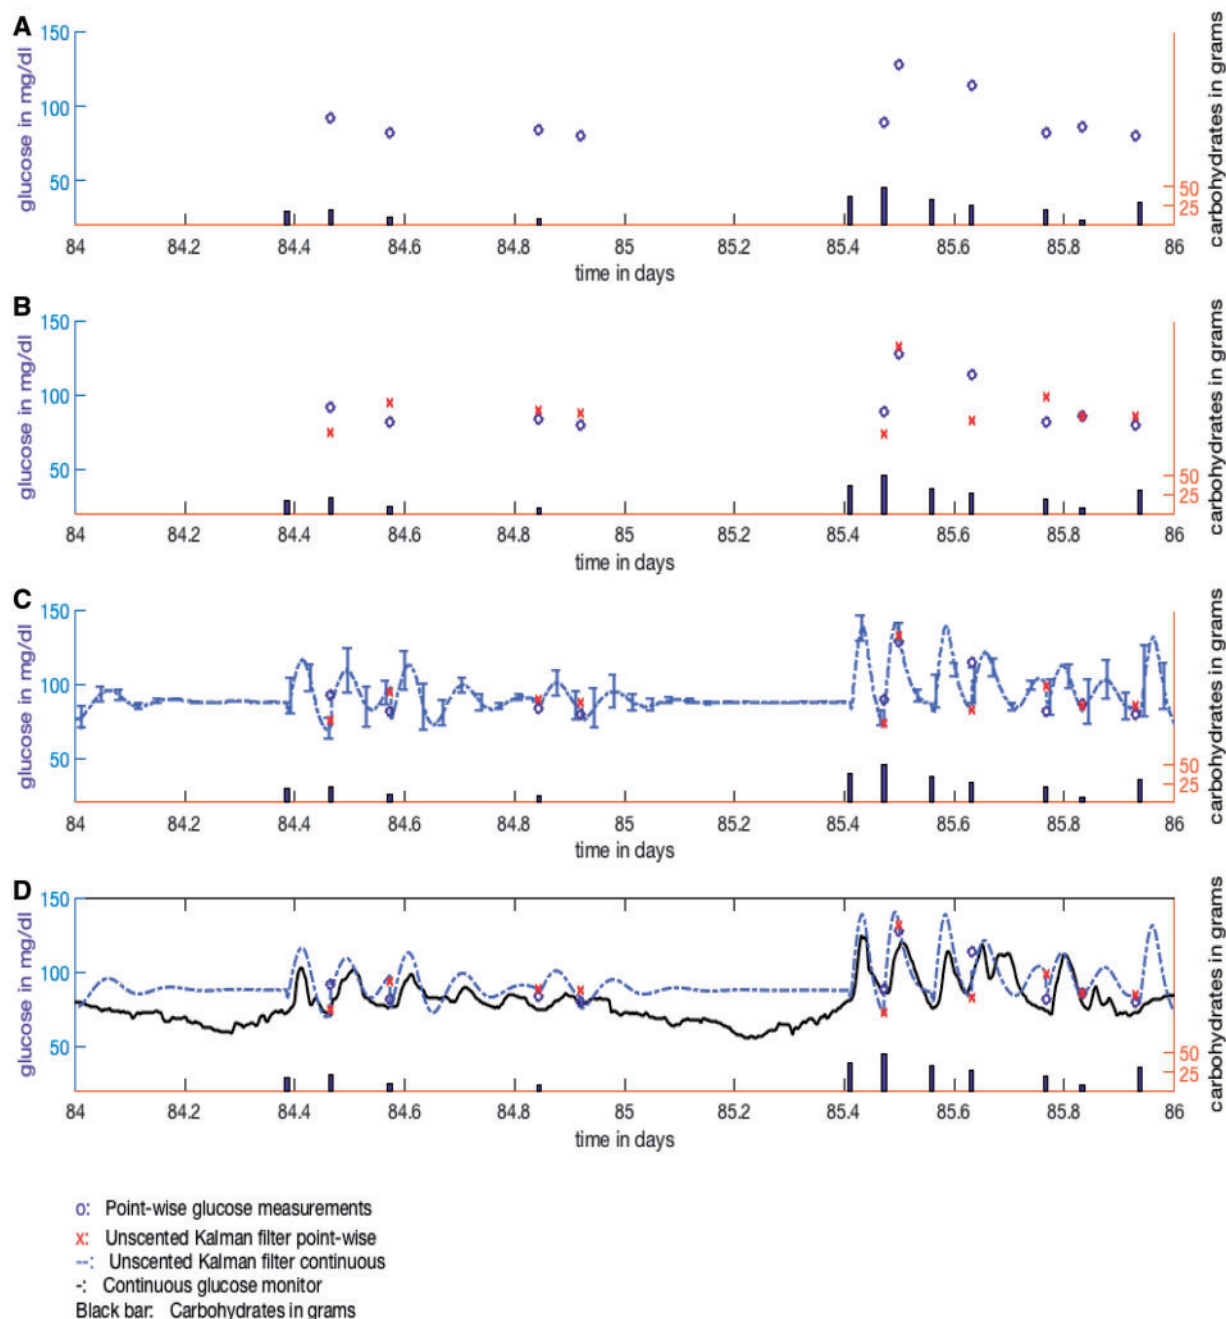 A
150
100
50
glucose in mg/dl
50
25
carbohydrates in grams
84 84.2 84.4 84.6 84.8 85 85.2 85.4 85.6 85.8 86
time in days
B
150
100
50
glucose in mg/dl
50
25
carbohydrates in grams
84 84.2 84.4 84.6 84.8 85 85.2 85.4 85.6 85.8 86
time in days
C
150
100
50
glucose in mg/dl
50
25
carbohydrates in grams
84 84.2 84.4 84.6 84.8 85 85.2 85.4 85.6 85.8 86
time in days
D
150
100
50
glucose in mg/dl
50
25
carbohydrates in grams
84 84.2 84.4 84.6 84.8 85 85.2 85.4 85.6 85.8 86
time in days
o: Point-wise glucose measurements
x: Unscented Kalman filter point-wise
--: Unscented Kalman filter continuous
-: Continuous glucose monitor
Black bar: Carbohydrates in grams